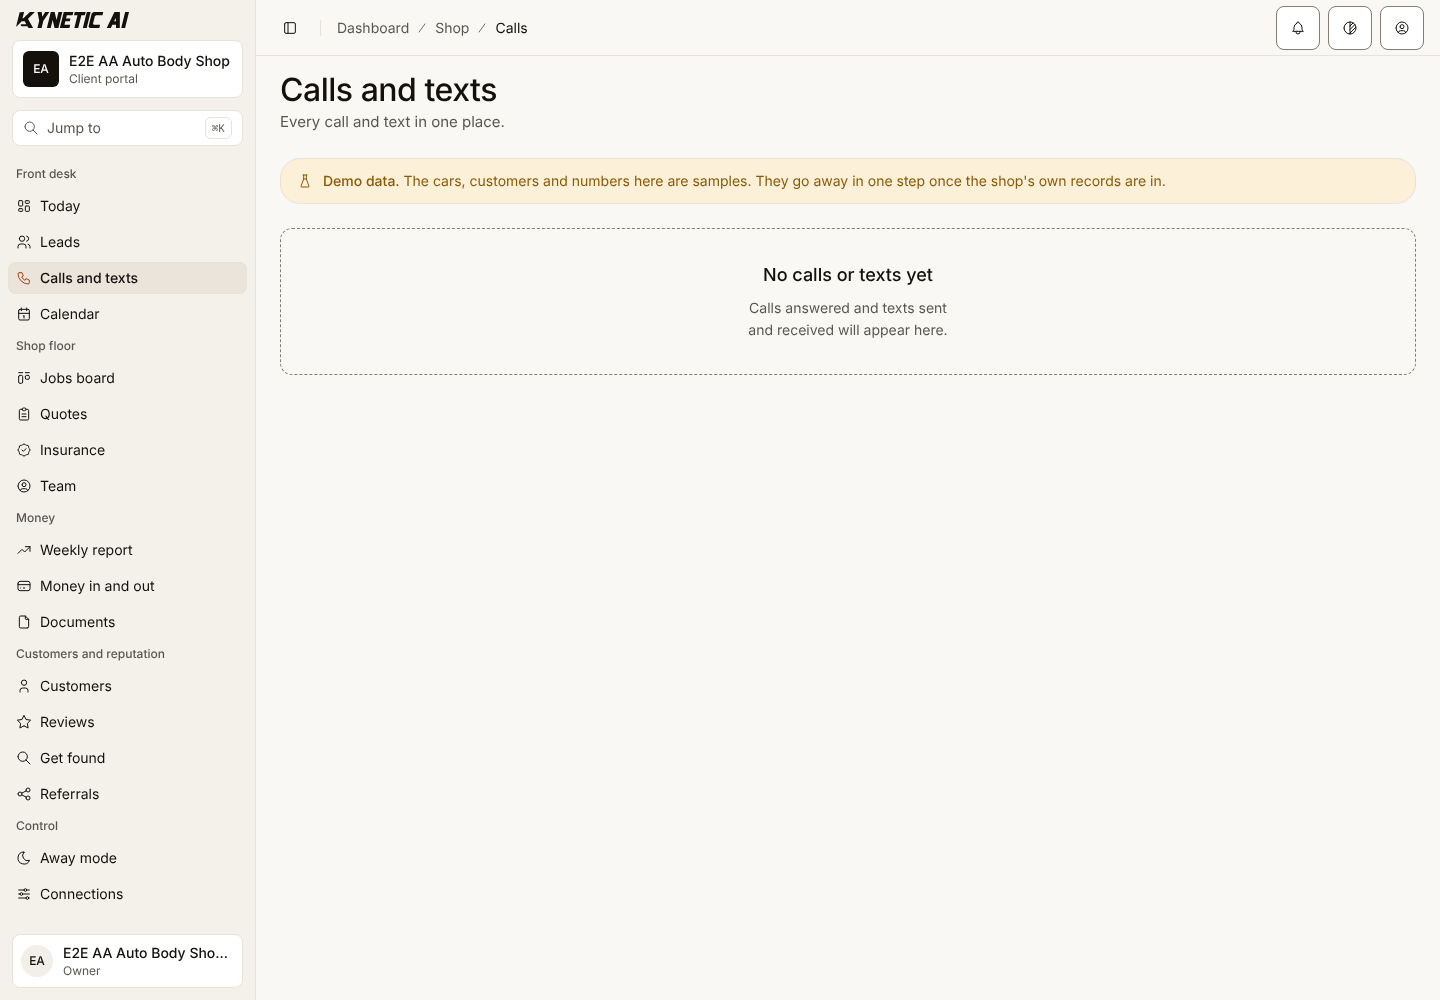 KYNETIC AI
EA
E2E AA Auto Body Shop
Client portal
Jump to
⌘K
Front desk
Today
Leads
Calls and texts
Calendar
Shop floor
Jobs board
Quotes
Insurance
Team
Money
Weekly report
Money in and out
Documents
Customers and reputation
Customers
Reviews
Get found
Referrals
Control
Away mode
Connections
EA
E2E AA Auto Body Sho...
Owner
Dashboard / Shop / Calls
Calls and texts
Every call and text in one place.
Demo data. The cars, customers and numbers here are samples. They go away in one step once the shop's own records are in.
No calls or texts yet
Calls answered and texts sent
and received will appear here.